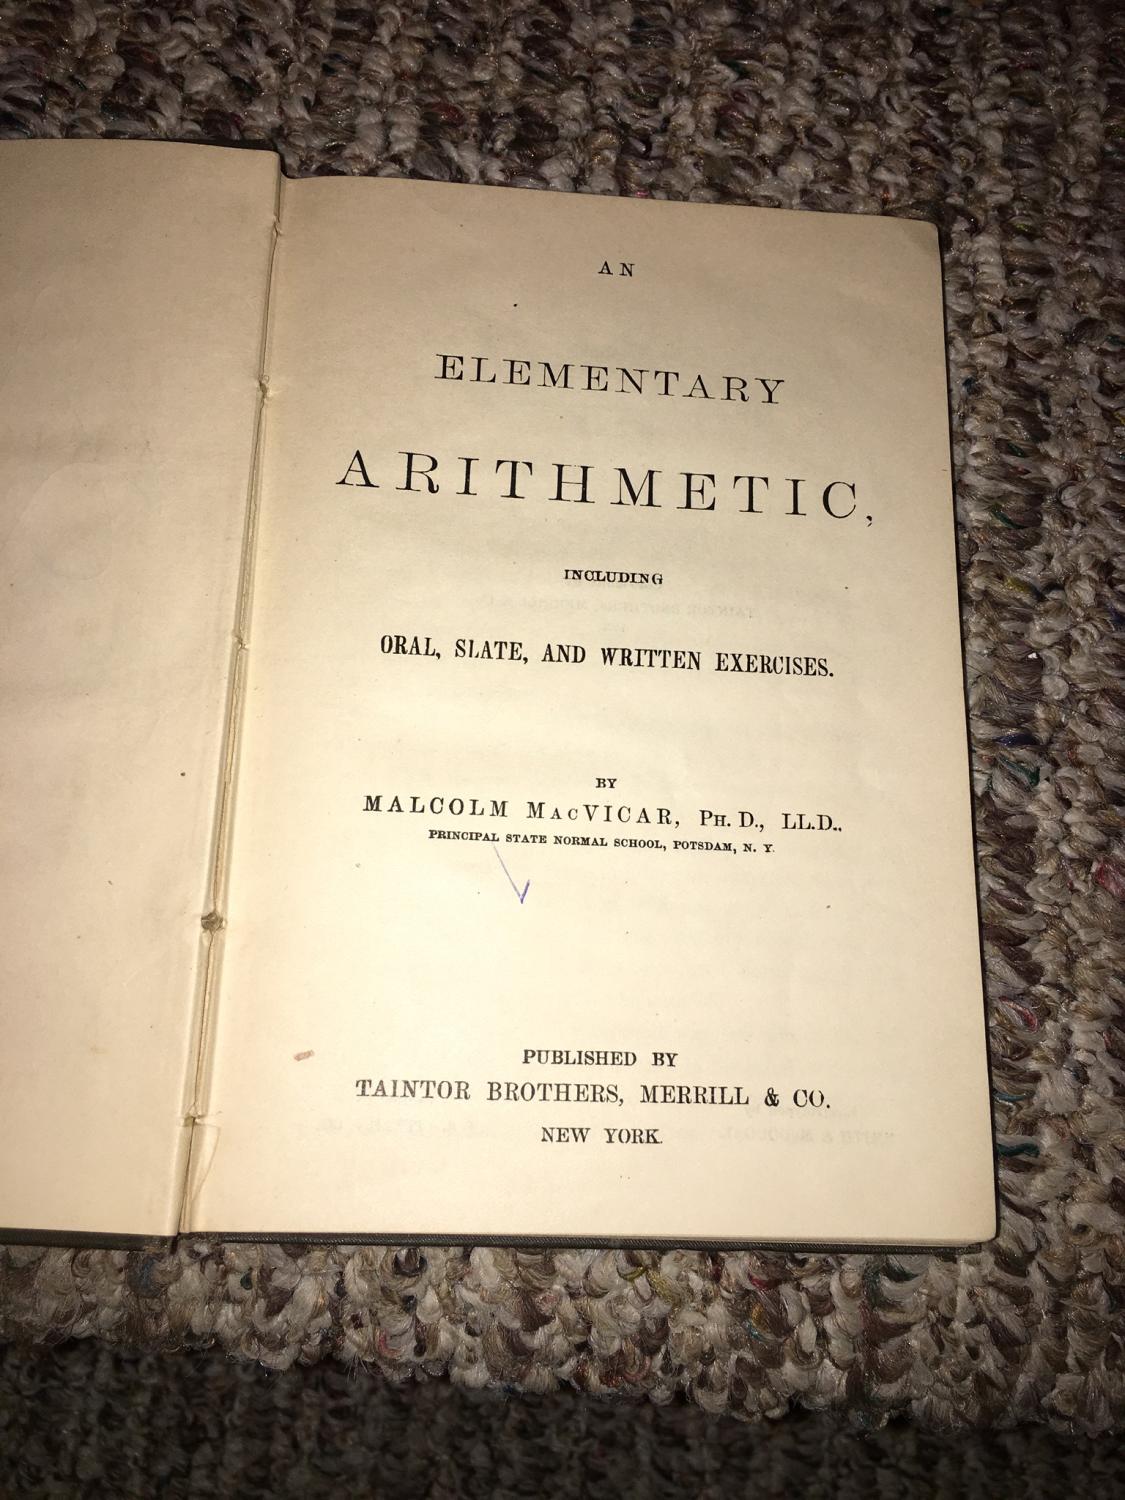 AN
ELEMENTARY
ARITHMETIC,
INCLUDING
ORAL, SLATE, AND WRITTEN EXERCISES.
BY
MALCOLM MACVICAR, PH. D., LL.D.,
PRINCIPAL STATE NORMAL SCHOOL, POTSDAM, N. Y.
PUBLISHED BY
TAINTOR BROTHERS, MERRILL & CO.
NEW YORK.